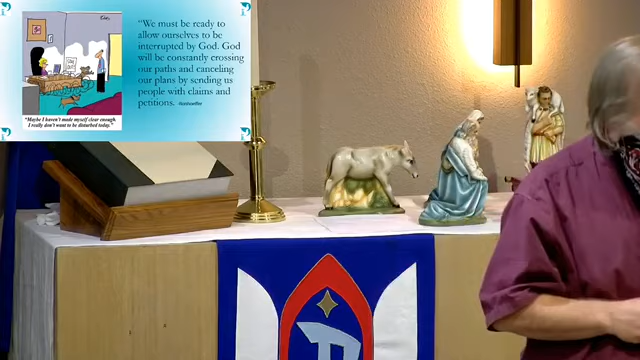 "We must be ready to
allow ourselves to be
interrupted by God. God
will be constantly crossing
our paths and canceling
our plans by sending us
people with claims and
petitions.
"Maybe I haven't made myself clear enough.
I really don't want to be disturbed today."